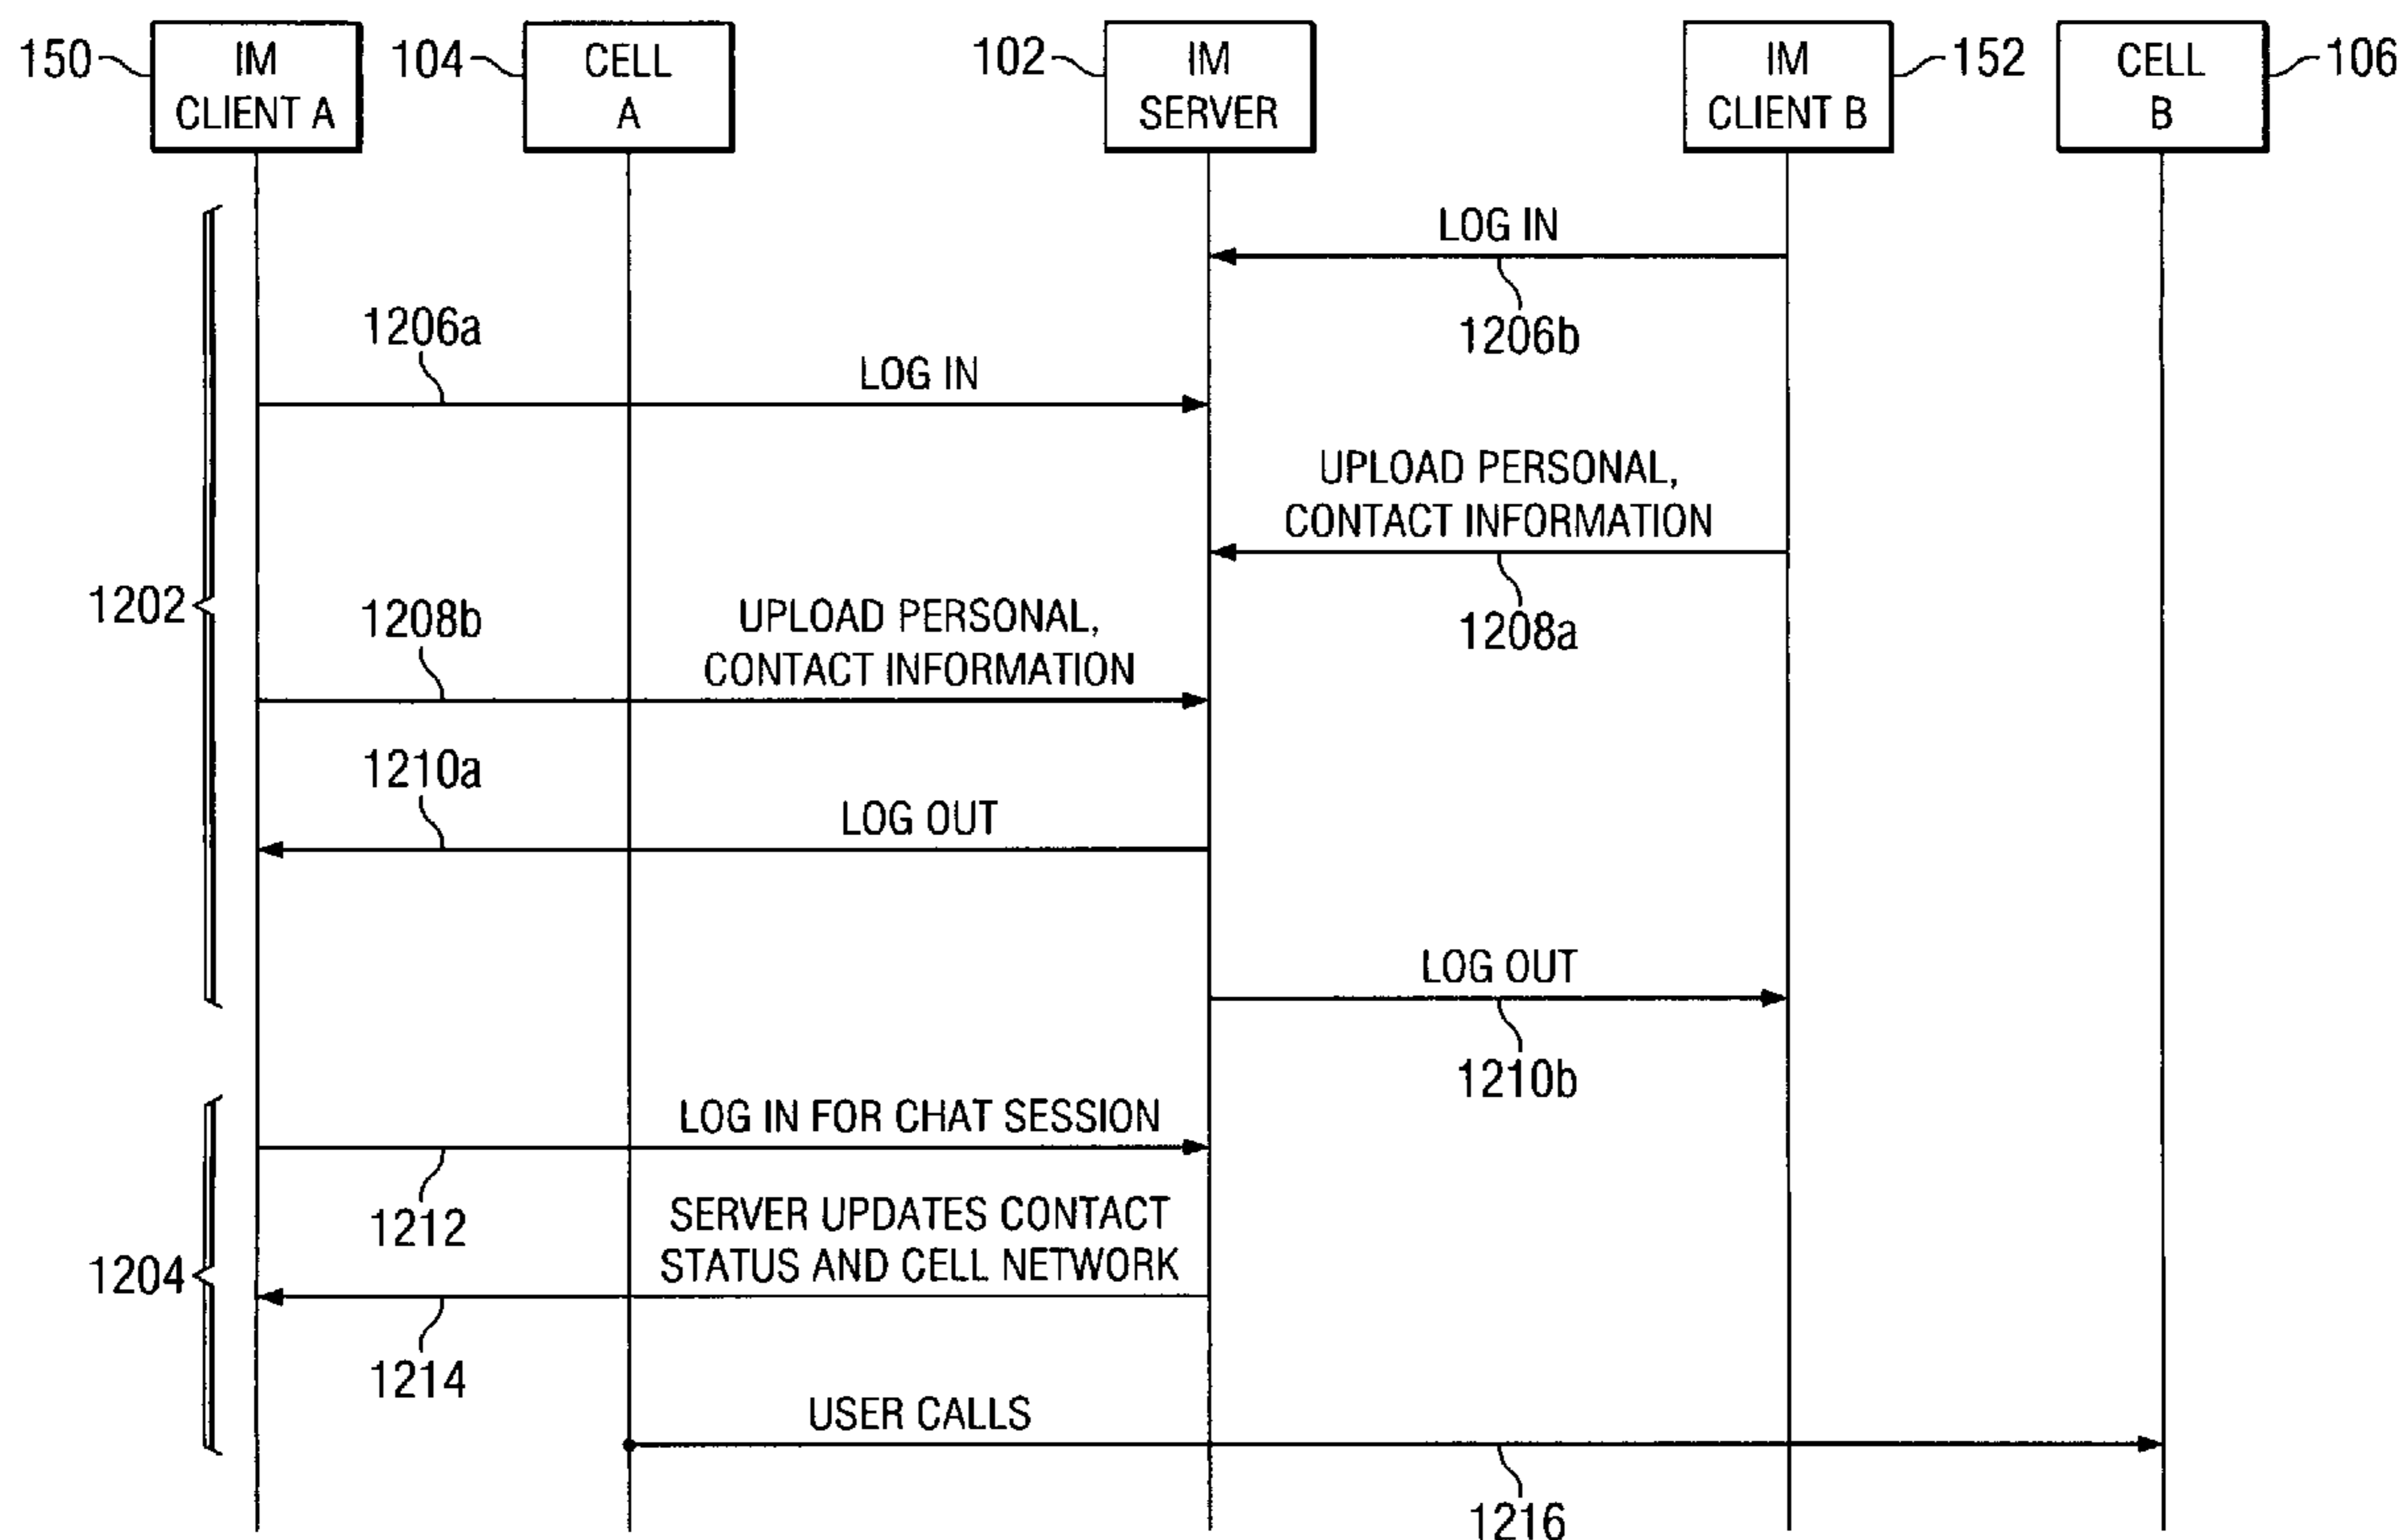 150
IM
CLIENT A
104
CELL
A
102
IM
SERVER
IM
CLIENT B
152
CELL
B
106
LOG IN
1206b
1206a
LOG IN
UPLOAD PERSONAL,
CONTACT INFORMATION
1208a
1202
1208b
UPLOAD PERSONAL,
CONTACT INFORMATION
1210a
LOG OUT
LOG OUT
1210b
LOG IN FOR CHAT SESSION
1212
SERVER UPDATES CONTACT
STATUS AND CELL NETWORK
1204
1214
USER CALLS
1216